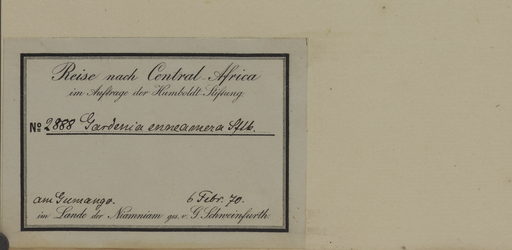 Reise nach Central Africa
im Auftrage der Humboldt-Stiftung
No 2888 Gardenia enneamera Sfth.
am Gumango. 6 Febr. 70.
im Lande der Niamniam ges. v. G. Schweinfurth.